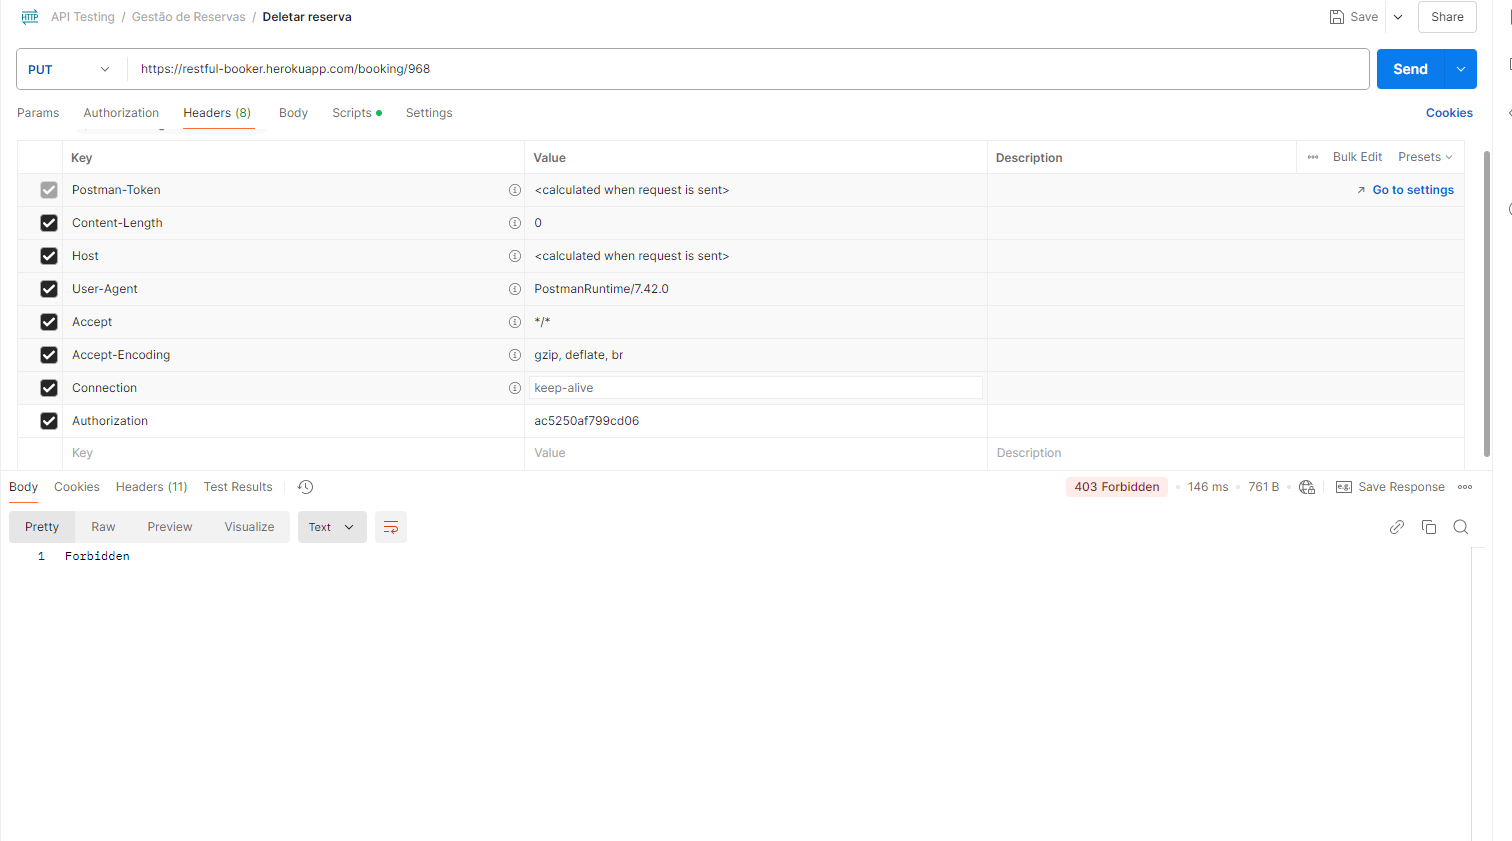 HTTP API Testing / Gestão de Reservas / Deletar reserva Save Share
PUT https://restful-booker.herokuapp.com/booking/968 Send
Params Authorization Headers (8) Body Scripts Settings Cookies
Key Value Description Bulk Edit Presets
Postman-Token <calculated when request is sent> Go to settings
Content-Length 0
Host <calculated when request is sent>
User-Agent PostmanRuntime/7.42.0
Accept */*
Accept-Encoding gzip, deflate, br
Connection keep-alive
Authorization ac5250af799cd06
Key Value Description
Body Cookies Headers (11) Test Results 403 Forbidden 146 ms 761 B e.g. Save Response
Pretty Raw Preview Visualize Text
1 Forbidden